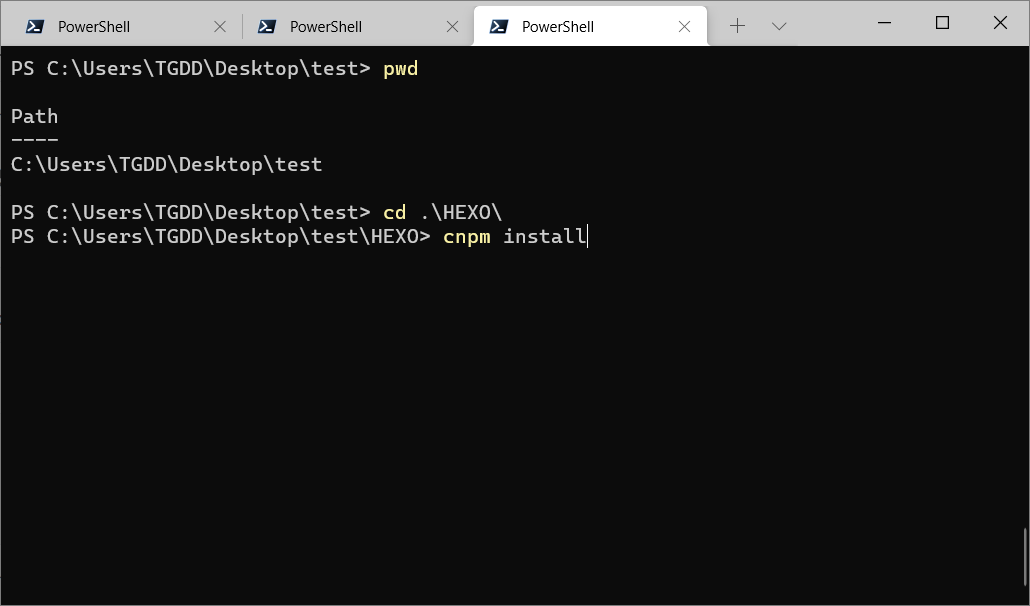 PowerShell PowerShell PowerShell
PS C:\Users\TGDD\Desktop\test> pwd
Path
----
C:\Users\TGDD\Desktop\test
PS C:\Users\TGDD\Desktop\test> cd .\HEXO\
PS C:\Users\TGDD\Desktop\test\HEXO> cnpm install